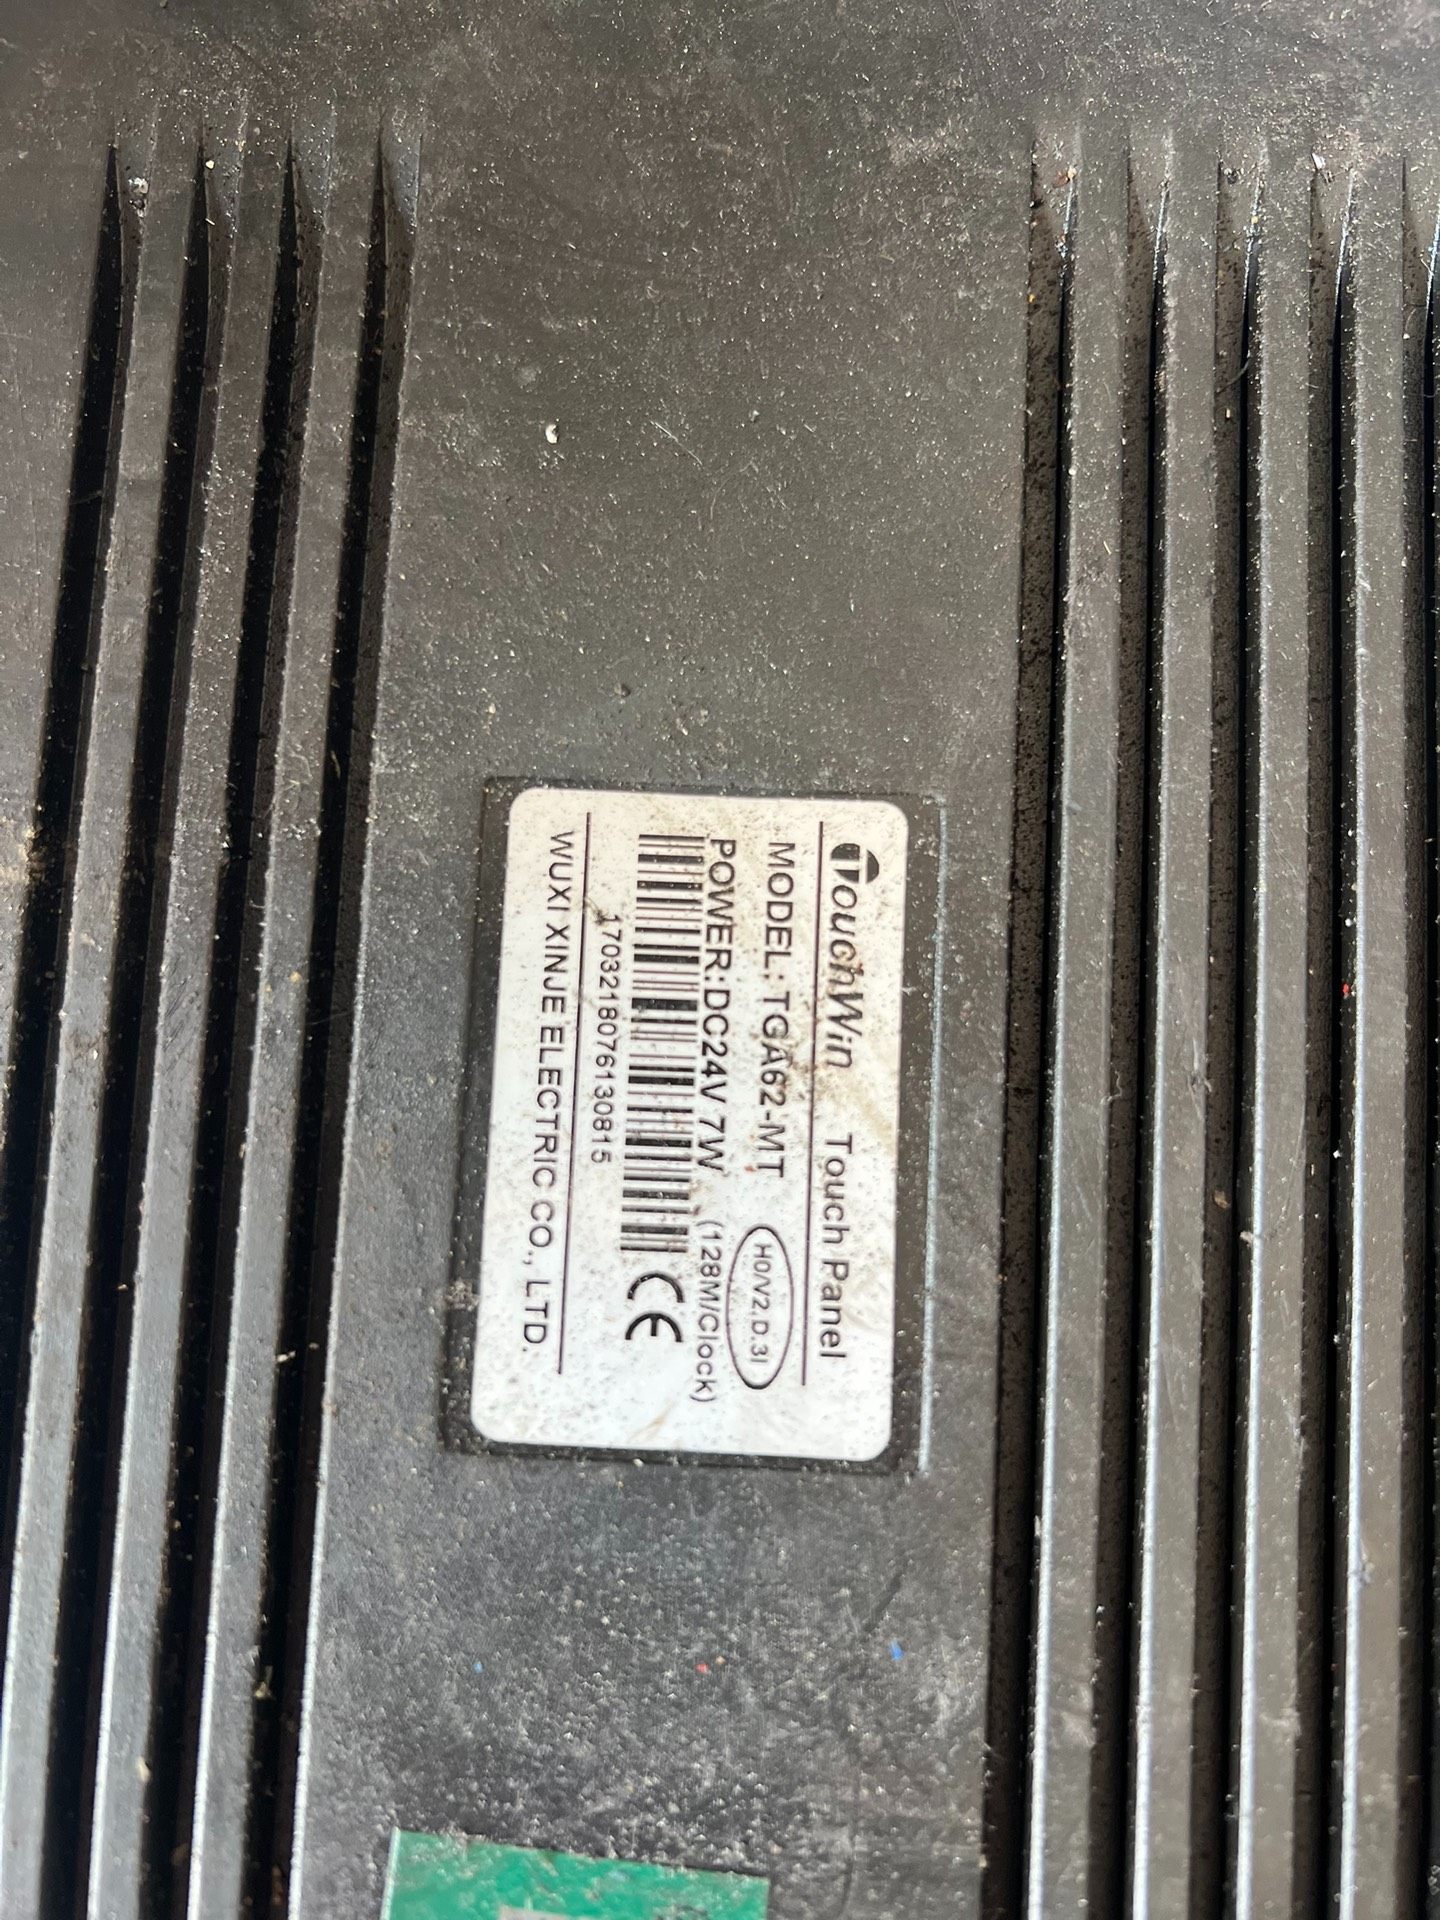 TouchWin Touch Panel
MODEL: TGA62-MT H0/V2.D.3I
POWER:DC24V 7W (128M/Clock)
17032180761308​15
CE
WUXI XINJE ELECTRIC CO., LTD.